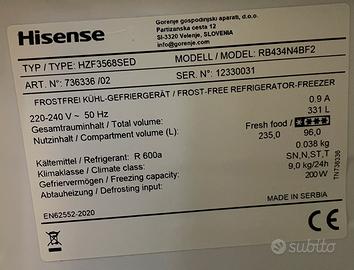 Hisense
Gorenje gospodinjski aparati, d.o.o.
Partizanska cesta 12
SI-3320 Velenje, SLOVENIA
info@gorenje.com
TYP / TYPE: HZF3568SED
MODELL / MODEL: RB434N4BF2
ART. N°: 736336 /02
SER. N°: 12330031
FROSTFREI KÜHL-GEFRIERGERÄT / FROST-FREE REFRIGERATOR-FREEZER
220-240 V ~ 50 Hz
0.9 A
Gesamtrauminhalt / Total volume:
331 L
Nutzinhalt / Compartment volume (L):
Fresh food /
235,0
96,0
Kältemittel / Refrigerant: R 600a
0.038 kg
Klimaklasse / Climate class:
SN,N,ST,T
Gefriervermögen / Freezing capacity:
9,0 kg/24h
Abtauheizung / Defrosting input:
200 W
EN62552-2020
MADE IN SERBIA
CE
TN736336
subito